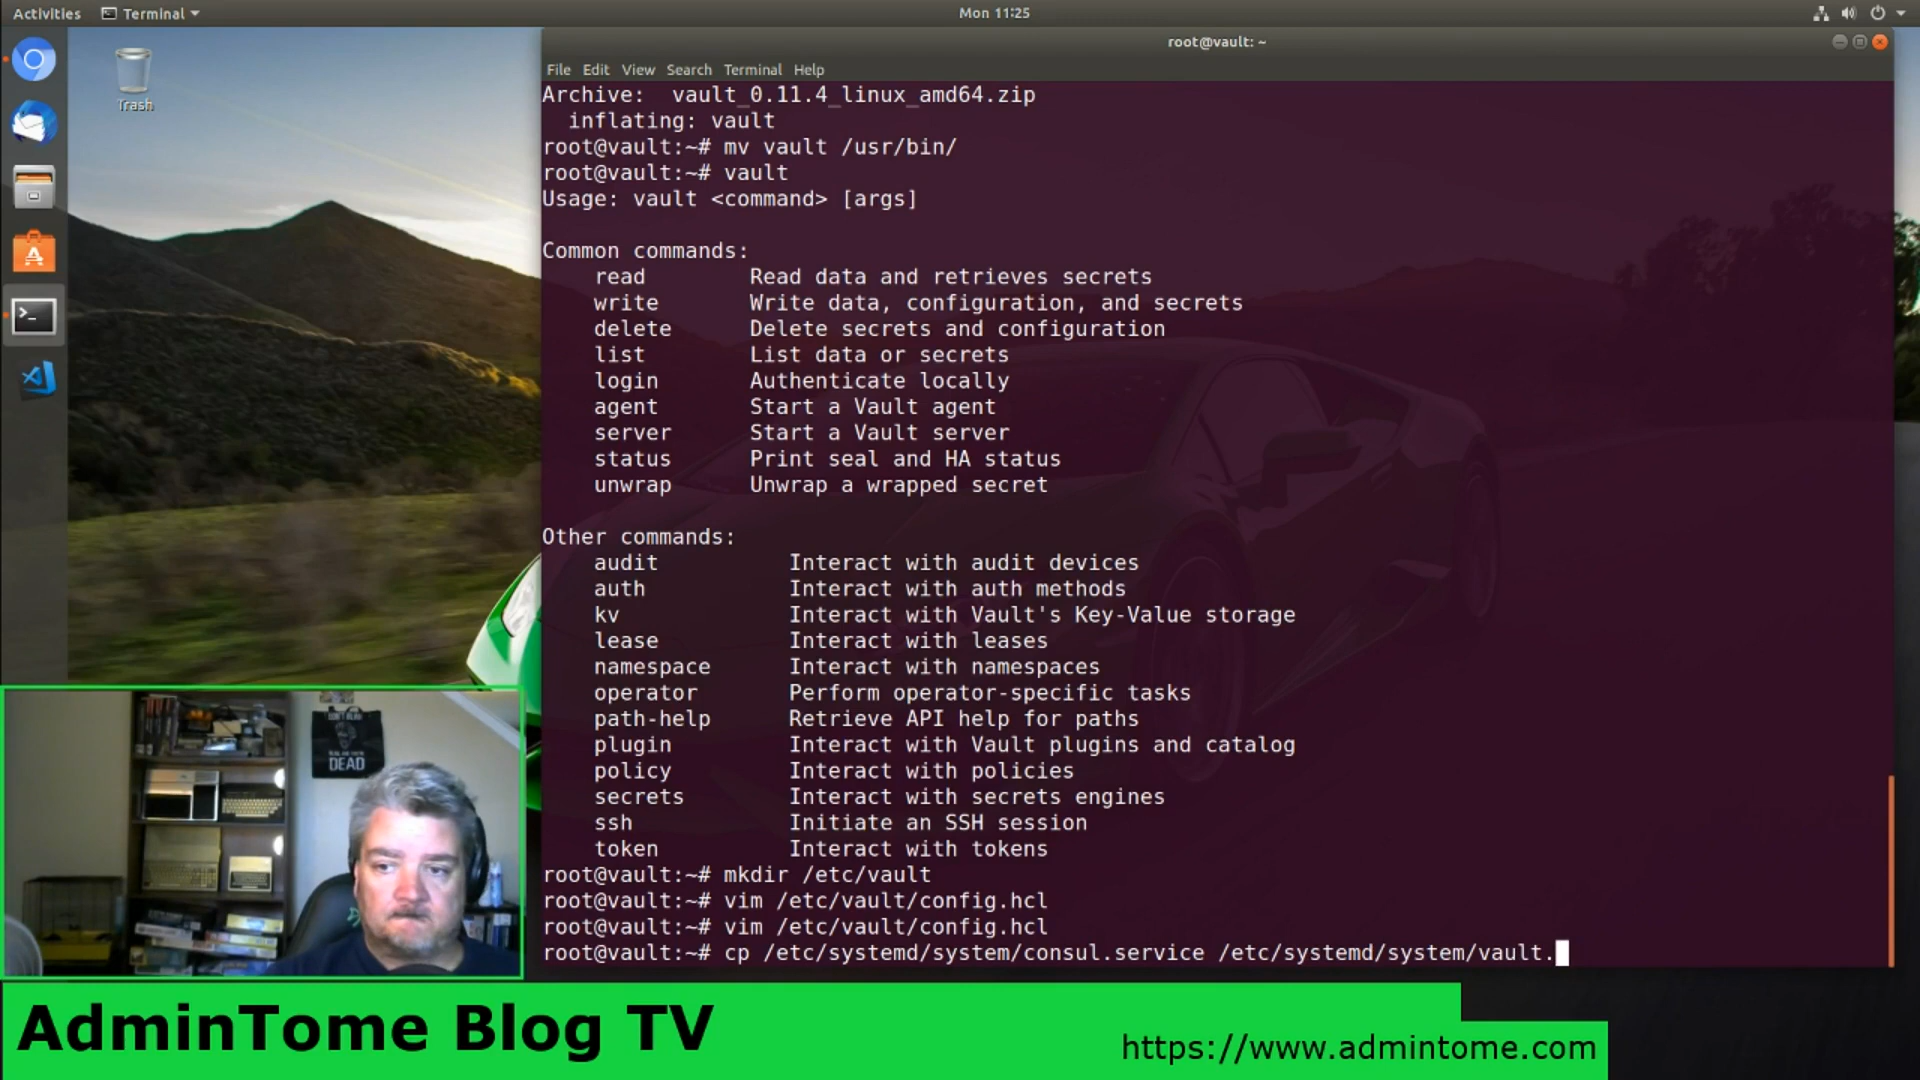 Activities
Terminal
Mon 11:25
Trash
root@vault: ~
File Edit View Search Terminal Help
Archive:  vault_0.11.4_linux_amd64.zip
  inflating: vault
root@vault:~# mv vault /usr/bin/
root@vault:~# vault
Usage: vault <command> [args]
Common commands:
    read        Read data and retrieves secrets
    write       Write data, configuration, and secrets
    delete      Delete secrets and configuration
    list        List data or secrets
    login       Authenticate locally
    agent       Start a Vault agent
    server      Start a Vault server
    status      Print seal and HA status
    unwrap      Unwrap a wrapped secret
Other commands:
    audit          Interact with audit devices
    auth           Interact with auth methods
    kv             Interact with Vault's Key-Value storage
    lease          Interact with leases
    namespace      Interact with namespaces
    operator       Perform operator-specific tasks
    path-help      Retrieve API help for paths
    plugin         Interact with Vault plugins and catalog
    policy         Interact with policies
    secrets        Interact with secrets engines
    ssh            Initiate an SSH session
    token          Interact with tokens
root@vault:~# mkdir /etc/vault
root@vault:~# vim /etc/vault/config.hcl
root@vault:~# vim /etc/vault/config.hcl
root@vault:~# cp /etc/systemd/system/consul.service /etc/systemd/system/vault.
DEAD
AdminTome Blog TV
https://www.admintome.com